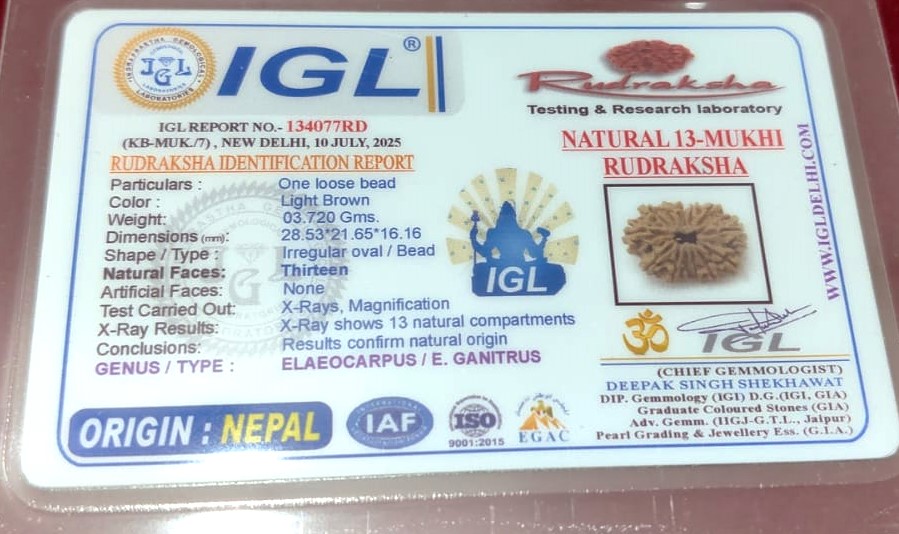 IGL®
INDRAPRASTHA GEMOLOGICAL LABORATORIES
IGL
Rudraksha
Testing & Research laboratory
IGL REPORT NO.- 134077RD
(KB-MUK./7) , NEW DELHI, 10 JULY, 2025
RUDRAKSHA IDENTIFICATION REPORT
Particulars : One loose bead
Color : Light Brown
Weight: 03.720 Gms.
Dimensions (mm): 28.53*21.65*16.16
Shape / Type : Irregular oval / Bead
Natural Faces: Thirteen
Artificial Faces: None
Test Carried Out: X-Rays, Magnification
X-Ray Results: X-Ray shows 13 natural compartments
Conclusions: Results confirm natural origin
GENUS / TYPE : ELAEOCARPUS / E. GANITRUS
IGL
NATURAL 13-MUKHI
RUDRAKSHA
WWW.IGLDELHI.COM
ॐ
IGL
(CHIEF GEMMOLOGIST)
DEEPAK SINGH SHEKHAWAT
DIP. Gemmology (IGI) D.G.(IGI, GIA)
Graduate Coloured Stones (GIA)
Adv. Gemm. (IIGJ-G.T.L., Jaipur)
Pearl Grading & Jewellery Ess. (G.I.A.)
ORIGIN : NEPAL
IAF
ISO
9001:2015
EGAC